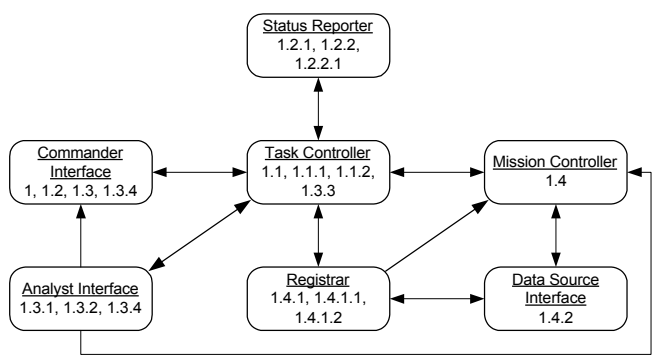 Status Reporter
1.2.1, 1.2.2,
1.2.2.1
Commander
Interface
1, 1.2, 1.3, 1.3.4
Task Controller
1.1, 1.1.1, 1.1.2,
1.3.3
Mission Controller
1.4
Analyst Interface
1.3.1, 1.3.2, 1.3.4
Registrar
1.4.1, 1.4.1.1,
1.4.1.2
Data Source
Interface
1.4.2